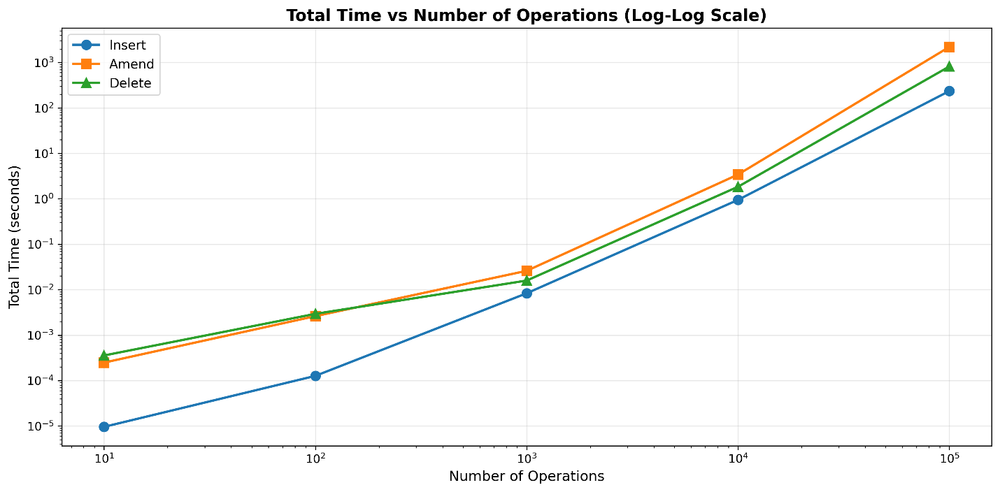 Total Time vs Number of Operations (Log-Log Scale)
Insert
Amend
Delete
10³
10²
10¹
10⁰
10⁻¹
10⁻²
10⁻³
10⁻⁴
10⁻⁵
Total Time (seconds)
10¹ 10² 10³ 10⁴ 10⁵
Number of Operations